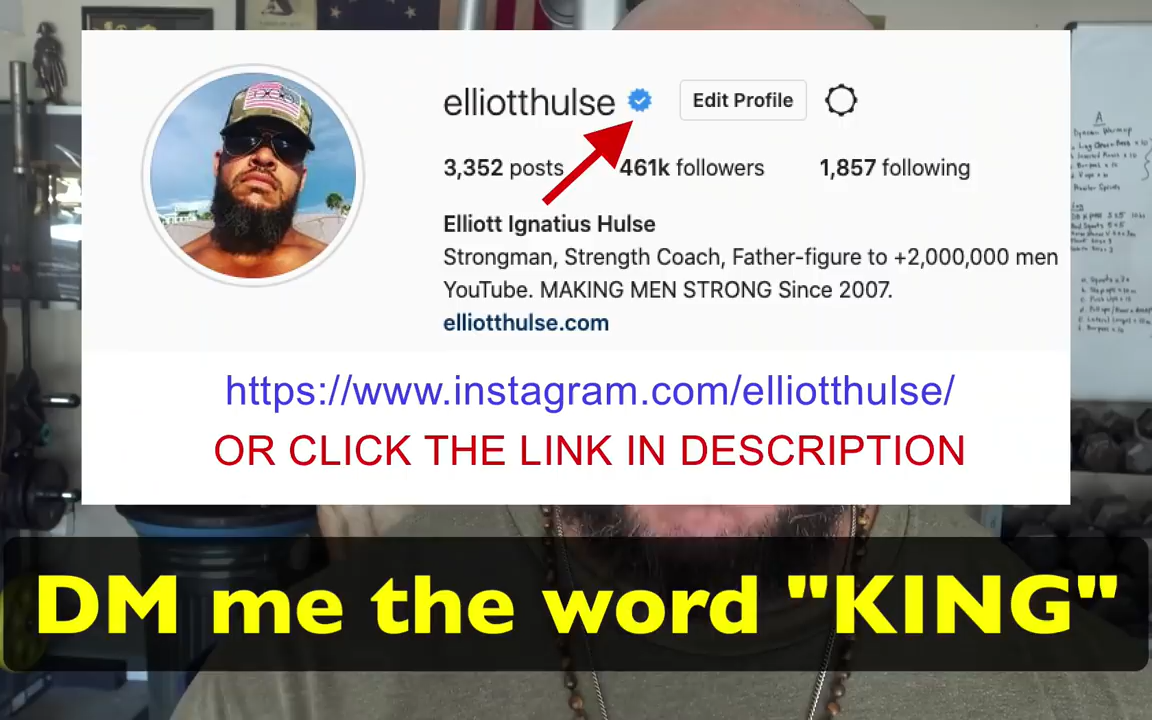 elliotthulse Edit Profile
3,352 posts 461k followers 1,857 following
Elliott Ignatius Hulse
Strongman, Strength Coach, Father-figure to +2,000,000 men
YouTube. MAKING MEN STRONG Since 2007.
elliotthulse.com
https://www.instagram.com/elliotthulse/
OR CLICK THE LINK IN DESCRIPTION
DM me the word "KING"
A
Dynamic Warmup